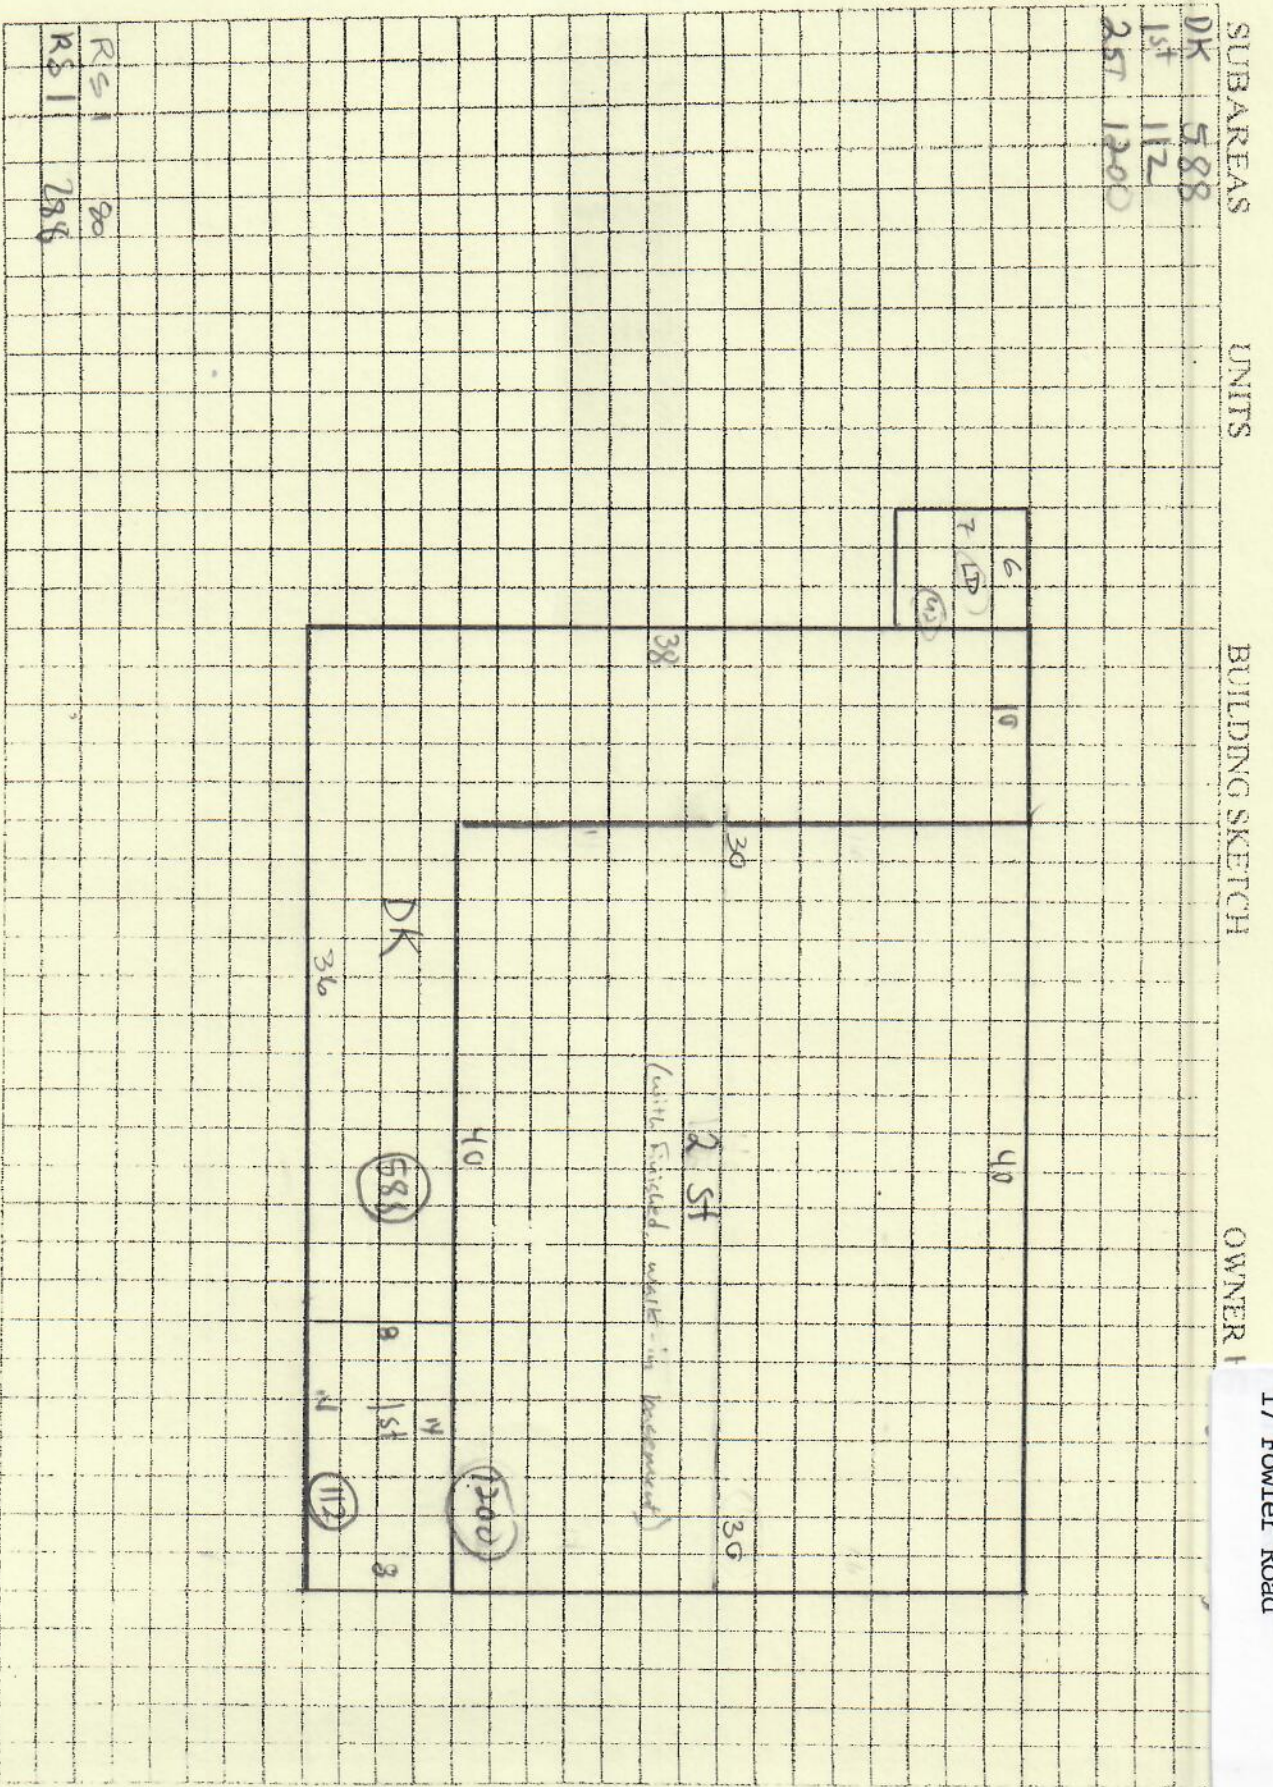 SUBAREAS UNITS BUILDING SKETCH OWNER
17 Fowler Road
DK 588
1st 112
2ST 1200
6
7
LD
42
10
38
30
40
2 St
(with Finished walk-in basement)
30
40
1200
DK
588
36
8
14
1st
8
14
112
RS1 80
RS1 288